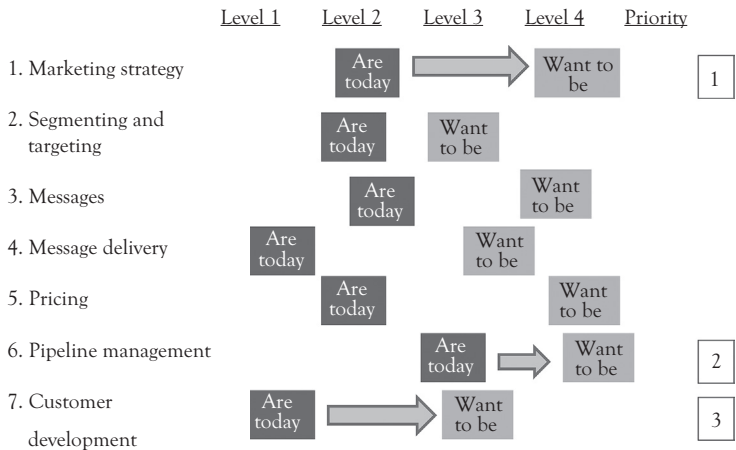 Level 1 Level 2 Level 3 Level 4 Priority
1. Marketing strategy Are today Want to be 1
2. Segmenting and targeting Are today Want to be
3. Messages Are today Want to be
4. Message delivery Are today Want to be
5. Pricing Are today Want to be
6. Pipeline management Are today Want to be 2
7. Customer development Are today Want to be 3